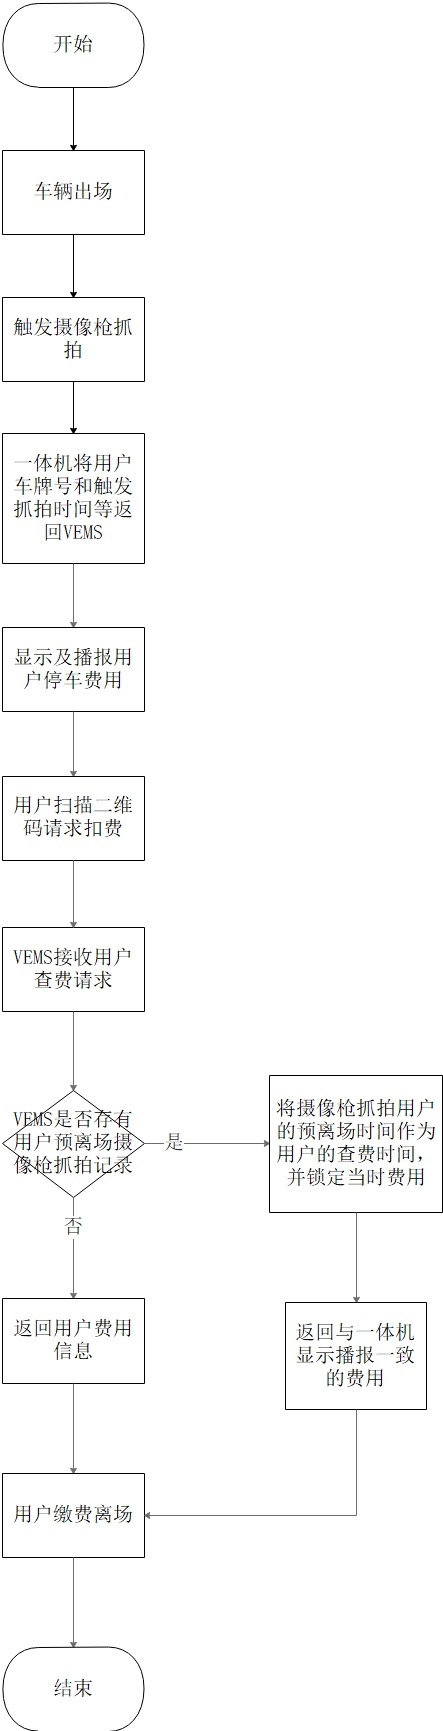 开始
车辆出场
触发摄像枪抓
拍
一体机将用户
车牌号和触发
抓拍时间等返
回VEMS
显示及播报用
户停车费用
用户扫描二维
码请求扣费
VEMS接收用户
查费请求
VEMS是否存有
用户预离场摄
像枪抓拍记录
是
将摄像枪抓拍用户
的预离场时间作为
用户的查费时间，
并锁定当时费用
否
返回用户费用
信息
返回与一体机
显示播报一致
的费用
用户缴费离场
结束